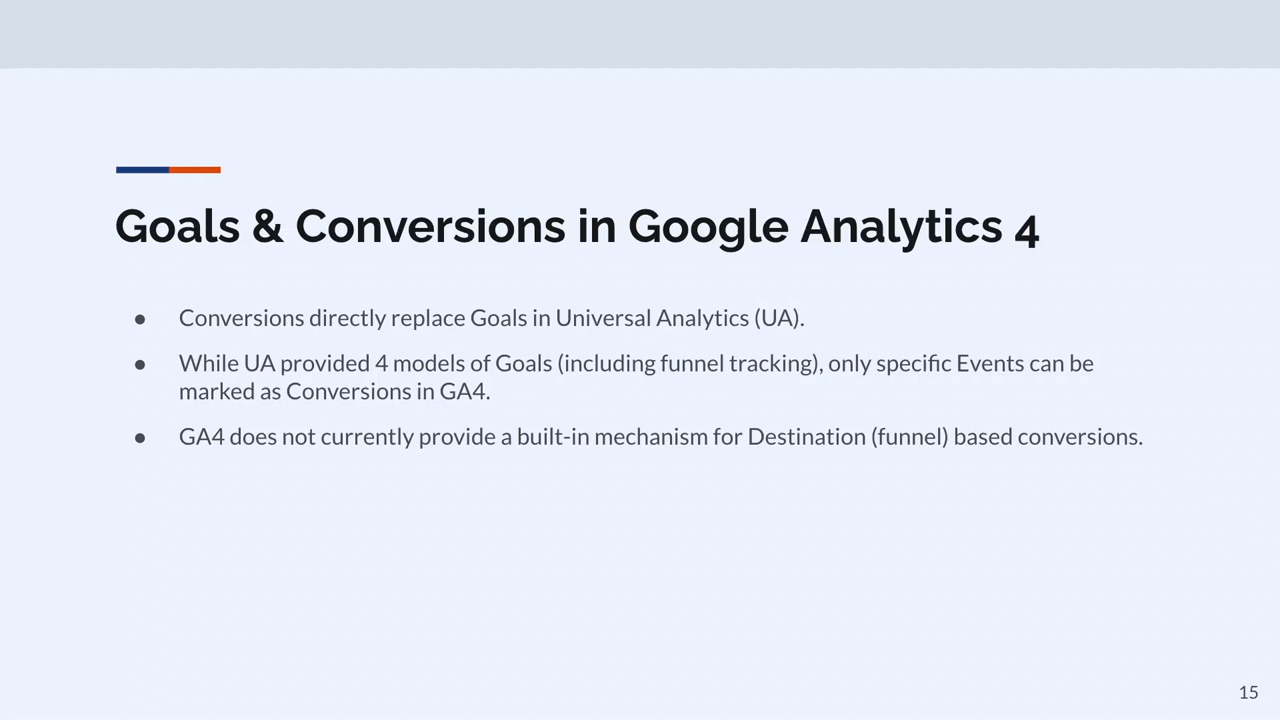 Goals & Conversions in Google Analytics 4
● Conversions directly replace Goals in Universal Analytics (UA).
● While UA provided 4 models of Goals (including funnel tracking), only specific Events can be
marked as Conversions in GA4.
● GA4 does not currently provide a built-in mechanism for Destination (funnel) based conversions.
15